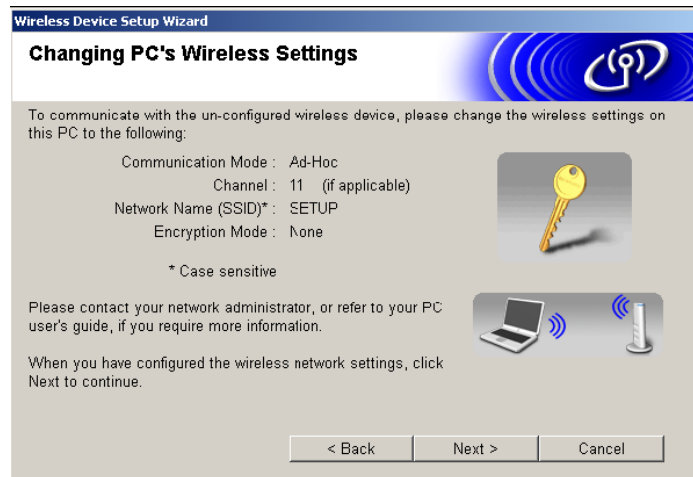 Wireless Device Setup Wizard
Changing PC's Wireless Settings
To communicate with the un-configured wireless device, please change the wireless settings on
this PC to the following:
Communication Mode : Ad-Hoc
Channel : 11 (if applicable)
Network Name (SSID)* : SETUP
Encryption Mode : None
* Case sensitive
Please contact your network administrator, or refer to your PC
user's guide, if you require more information.
When you have configured the wireless network settings, click
Next to continue.
< Back Next > Cancel